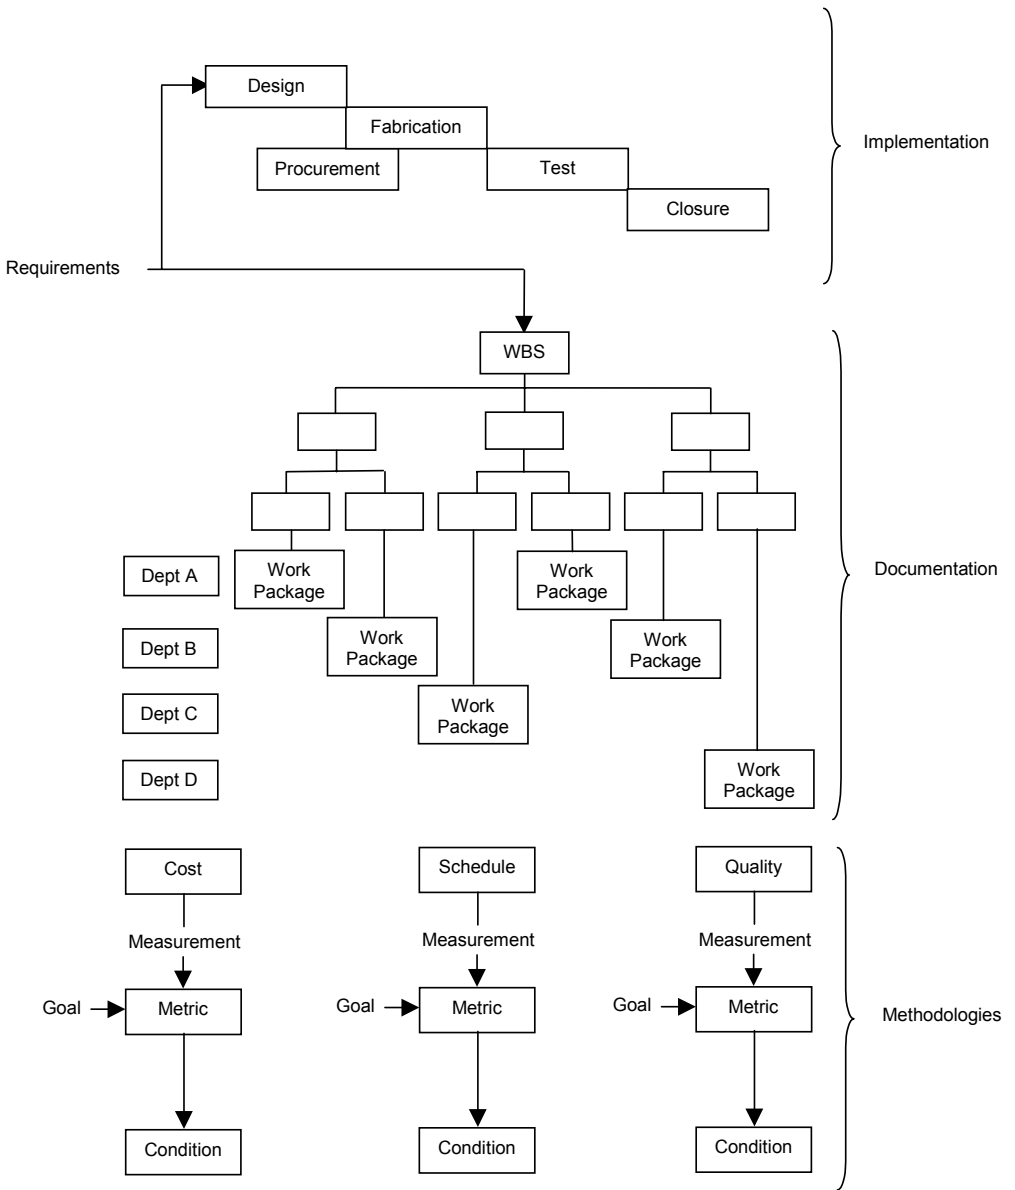 Design
Fabrication
Implementation
Procurement
Test
Closure
Requirements
WBS
Dept A
Work
Package
Work
Package
Documentation
Dept B
Work
Package
Work
Package
Dept C
Work
Package
Dept D
Work
Package
Cost
Schedule
Quality
Measurement
Measurement
Measurement
Goal
Metric
Goal
Metric
Goal
Metric
Methodologies
Condition
Condition
Condition